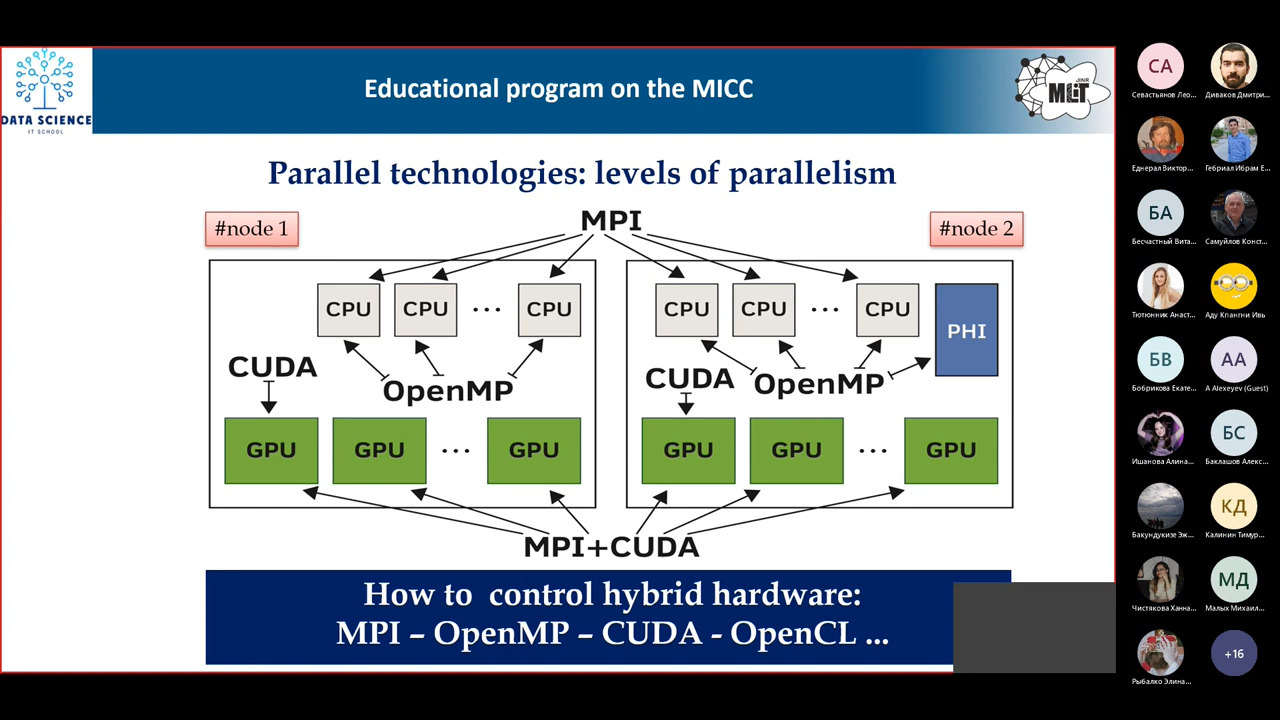 DATA SCIENCE
IT SCHOOL
Educational program on the MICC
JINR
MLIT
Parallel technologies: levels of parallelism
#node 1
MPI
#node 2
CPU CPU ... CPU
CPU CPU ... CPU
PHI
CUDA
OpenMP
CUDA
OpenMP
GPU GPU ... GPU
GPU GPU ... GPU
MPI+CUDA
How to control hybrid hardware:
MPI – OpenMP – CUDA - OpenCL ...
СА
Севастьянов Лео...
Диваков Дмитри...
Еднерал Виктор...
Гебриал Ибрам Е...
БА
Бесчастный Вита...
Самуйлов Конст...
Тютюнник Анаст...
Аду Кпангни Ивь
БВ
АА
Бобрикова Екате...
A Alexeyev (Guest)
БС
Ишанова Алина...
Баклашов Алекс...
КД
Бакундукизе Эж...
Калинин Тимур...
МД
Чистякова Ханна...
Малых Михаил...
+16
Рыбалко Элина...